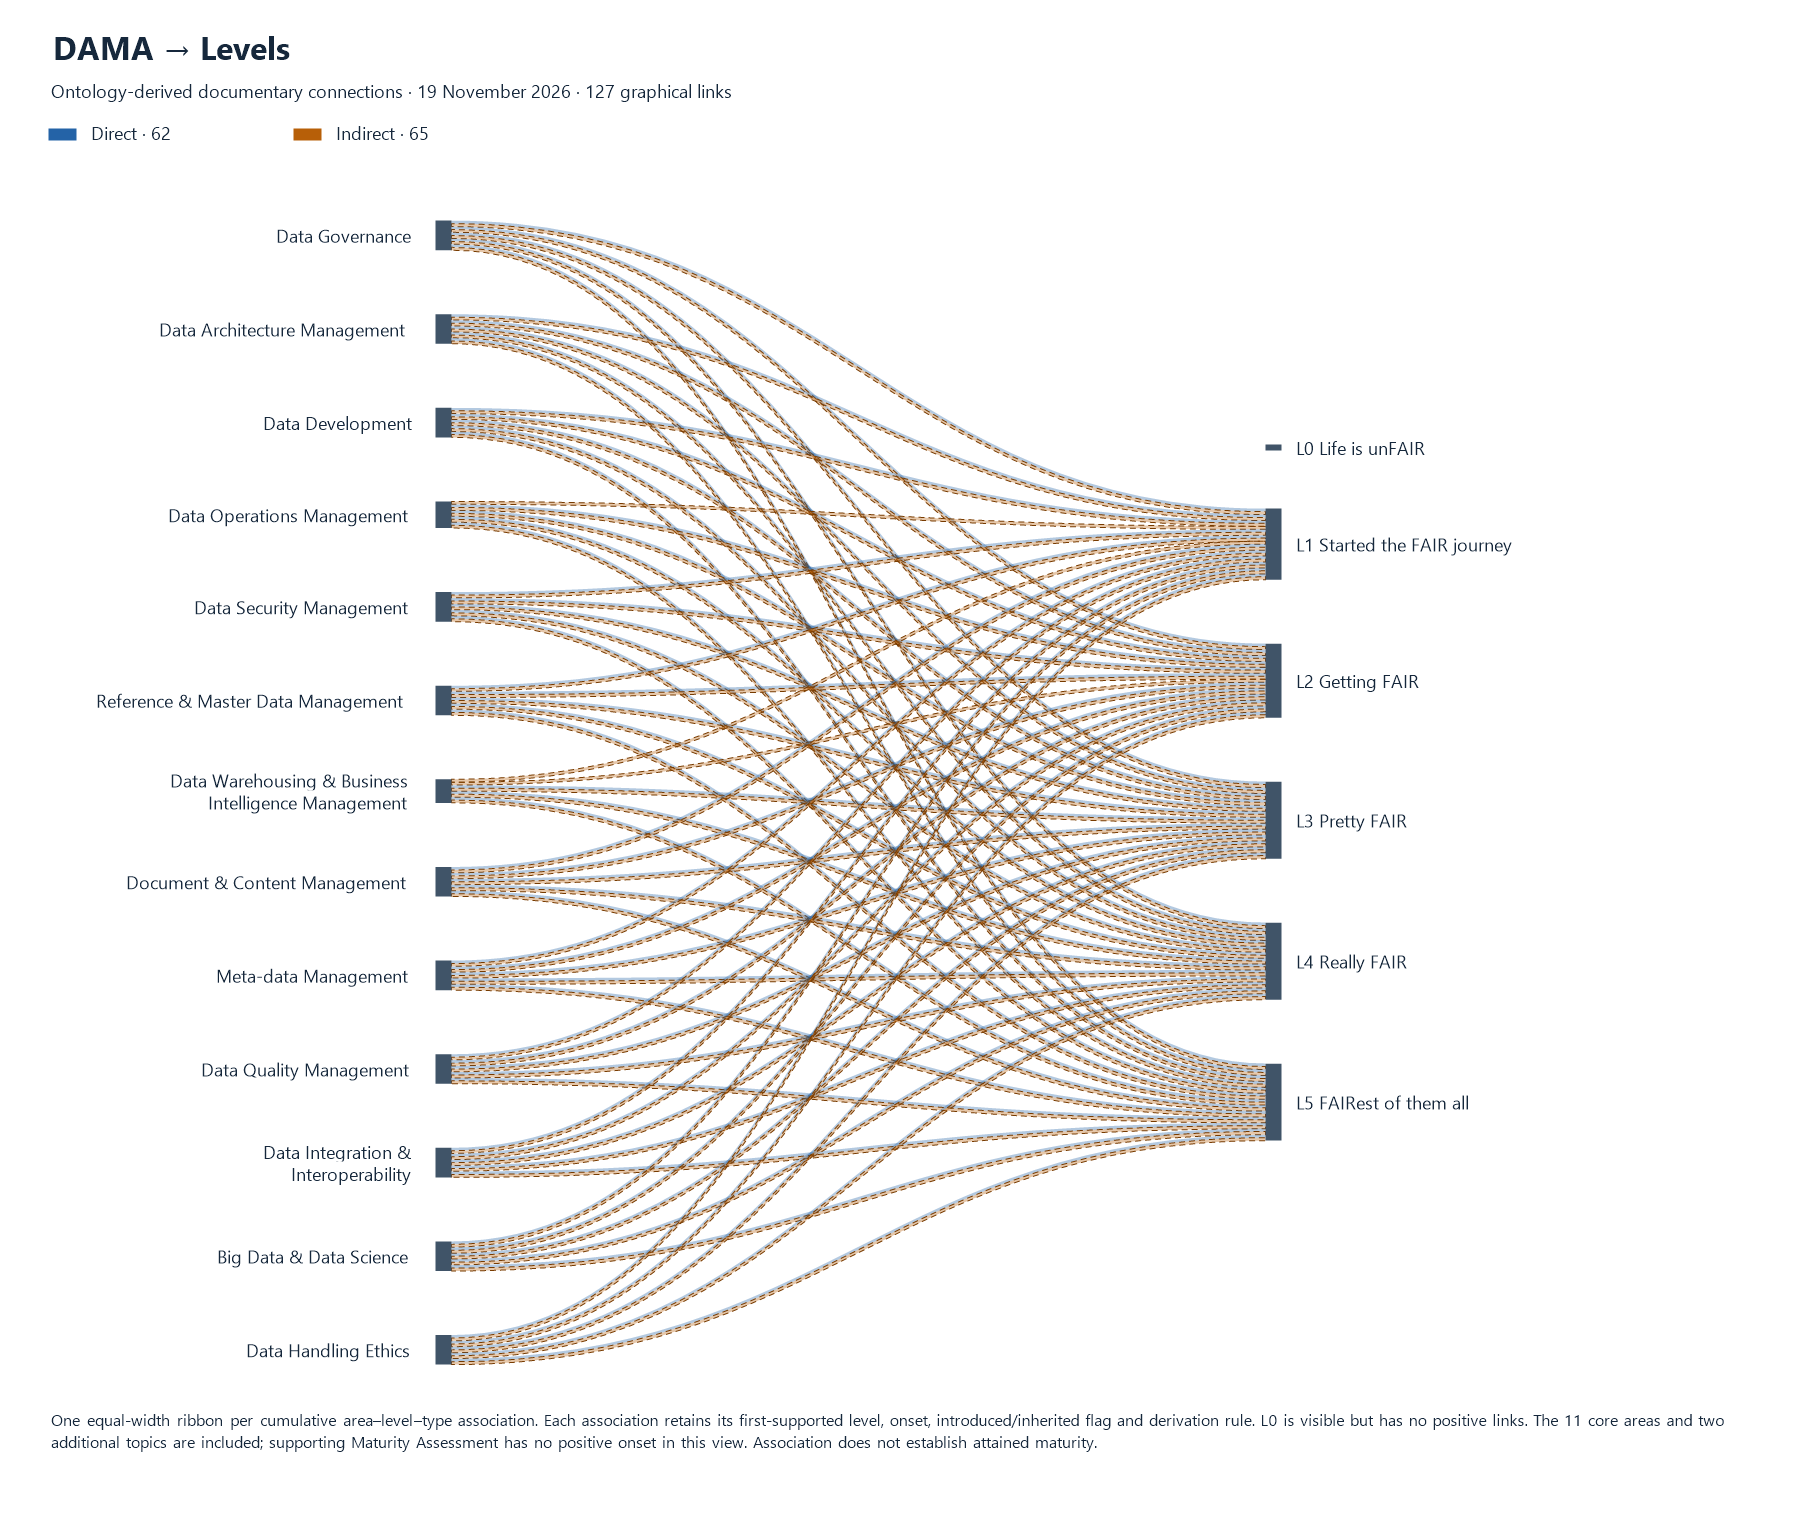 DAMA → Levels
Ontology-derived documentary connections · 19 November 2026 · 127 graphical links
Direct · 62
Indirect · 65
Data Governance
Data Architecture Management
Data Development
L0 Life is unFAIR
Data Operations Management
L1 Started the FAIR journey
Data Security Management
L2 Getting FAIR
Reference & Master Data Management
Data Warehousing & Business
Intelligence Management
L3 Pretty FAIR
Document & Content Management
L4 Really FAIR
Meta-data Management
Data Quality Management
L5 FAIRest of them all
Data Integration &
Interoperability
Big Data & Data Science
Data Handling Ethics
One equal-width ribbon per cumulative area–level–type association. Each association retains its first-supported level, onset, introduced/inherited flag and derivation rule. L0 is visible but has no positive links. The 11 core areas and two
additional topics are included; supporting Maturity Assessment has no positive onset in this view. Association does not establish attained maturity.